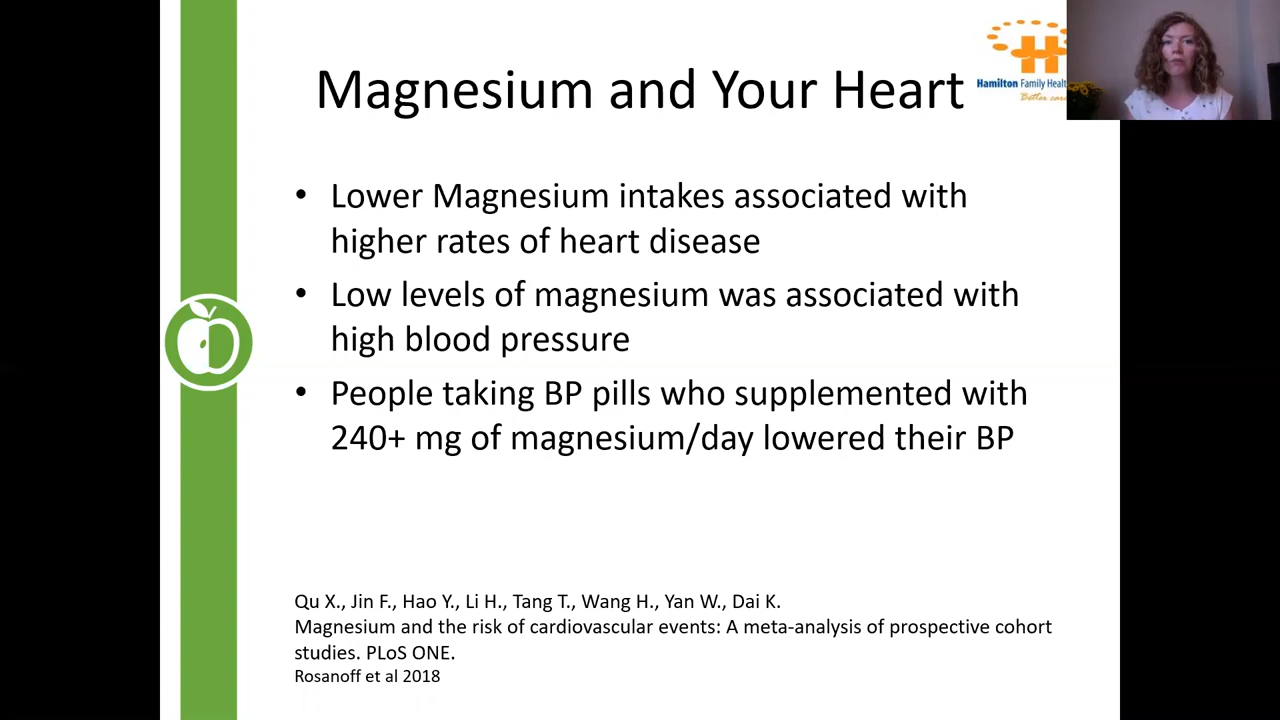 Magnesium and Your Heart
Hamilton Family Healt
Better care
• Lower Magnesium intakes associated with
higher rates of heart disease
• Low levels of magnesium was associated with
high blood pressure
• People taking BP pills who supplemented with
240+ mg of magnesium/day lowered their BP
Qu X., Jin F., Hao Y., Li H., Tang T., Wang H., Yan W., Dai K.
Magnesium and the risk of cardiovascular events: A meta-analysis of prospective cohort
studies. PLoS ONE.
Rosanoff et al 2018